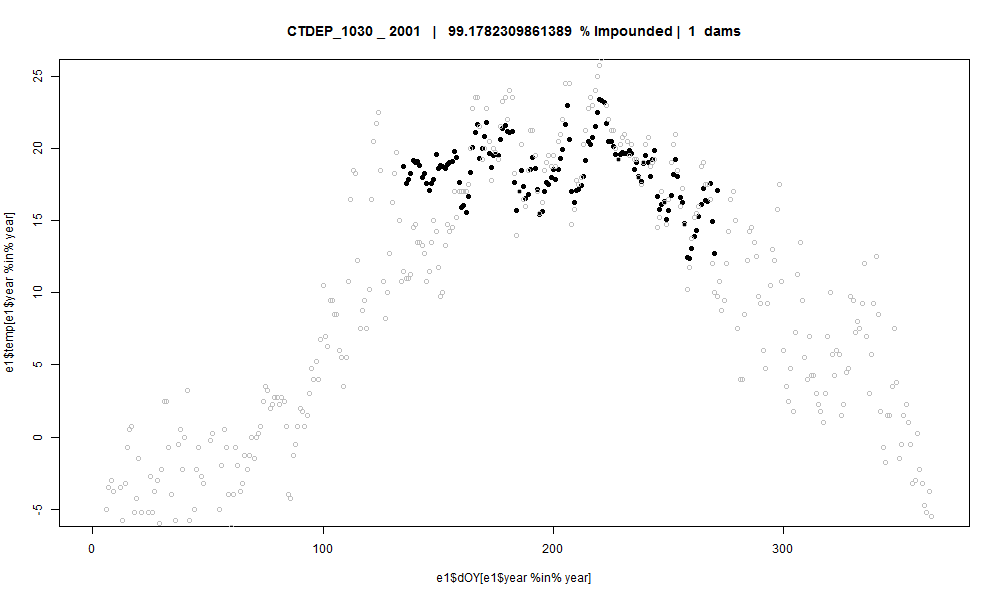 CTDEP_1030 _ 2001 | 99.1782309861389 % Impounded | 1 dams
e1$temp[e1$year %in% year]
25
20
15
10
5
0
-5
0 100 200 300
e1$dOY[e1$year %in% year]